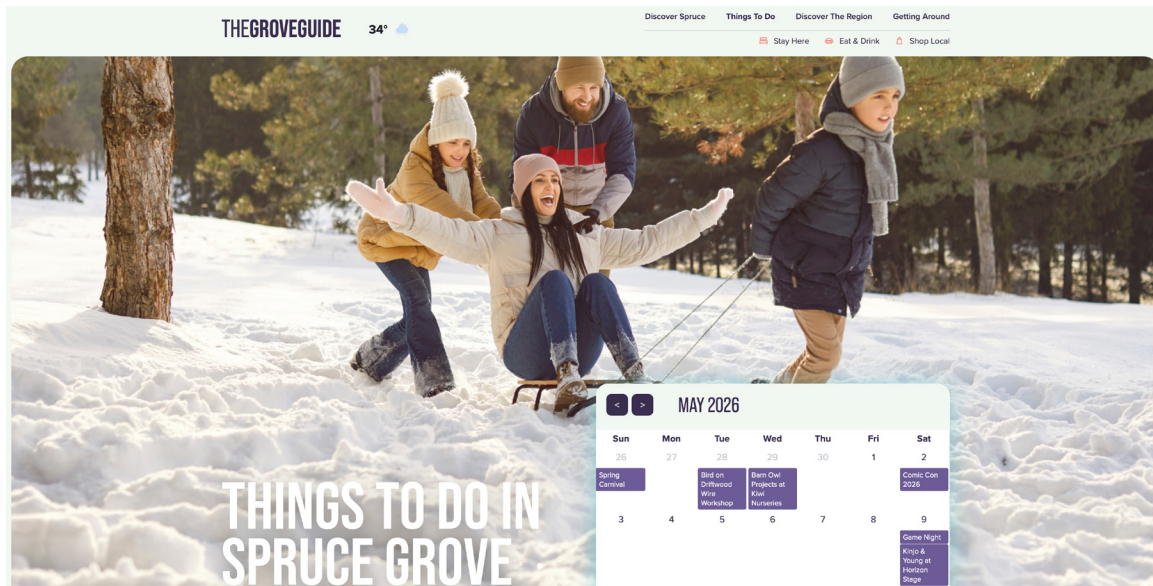 THEGROVEGUIDE
34°
Discover Spruce Things To Do Discover The Region Getting Around
Stay Here Eat & Drink Shop Local
< > MAY 2026
Sun Mon Tue Wed Thu Fri Sat
26 27 28 29 30 1 2
Spring
Carnival
Bird on
Driftwood
Wire
Workshop
Barn Owl
Projects at
Kiwi
Nurseries
Comic Con
2026
3 4 5 6 7 8 9
Game Night
Kinjo &
Young at
Horizon
Stage
THINGS TO DO IN
SPRUCE GROVE